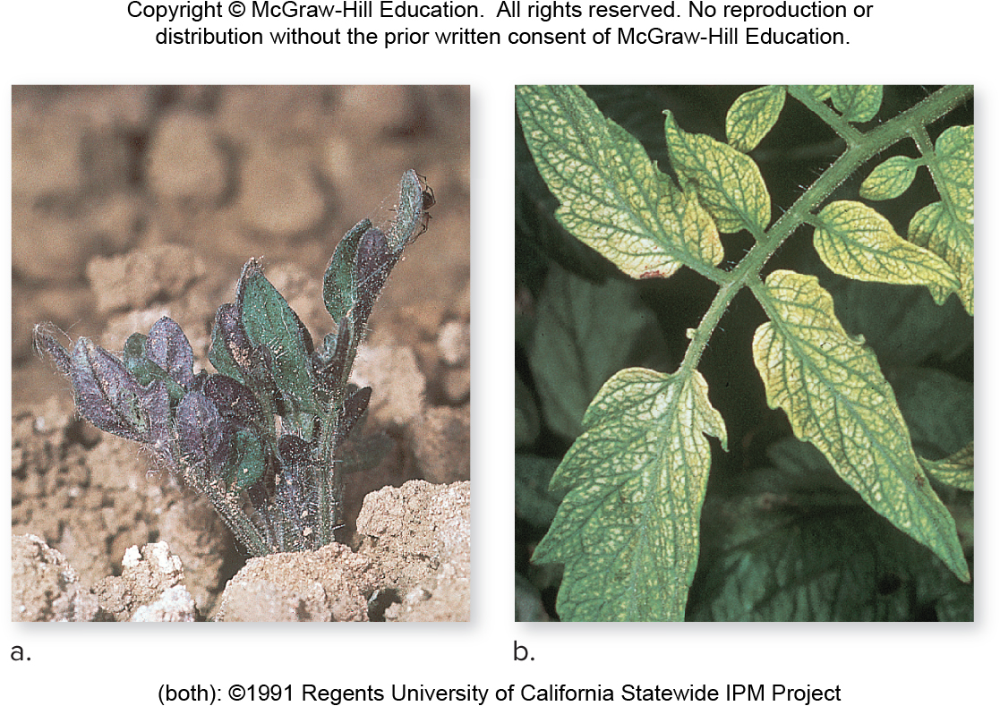 Copyright © McGraw-Hill Education.  All rights reserved. No reproduction or
distribution without the prior written consent of McGraw-Hill Education.
a.
b.
(both): ©1991 Regents University of California Statewide IPM Project